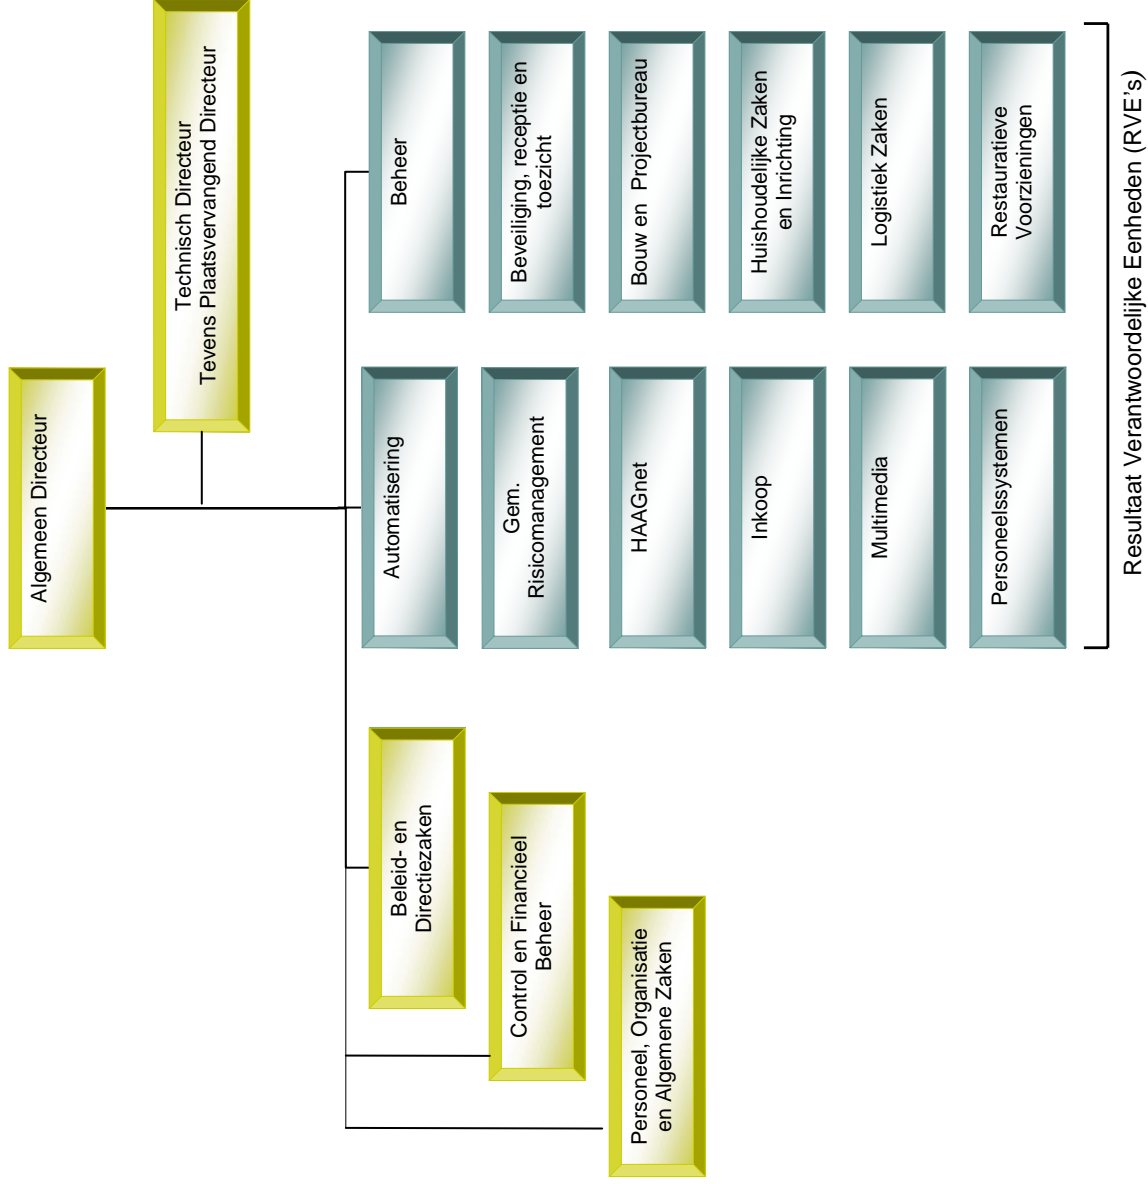 Algemeen Directeur
Technisch Directeur
Tevens Plaatsvervangend Directeur
Beleid- en
Directiezaken
Control en Financieel
Beheer
Personeel, Organisatie
en Algemene Zaken
Automatisering
Gem.
Risicomanagement
HAAGnet
Inkoop
Multimedia
Personeelssystemen
Beheer
Beveiliging, receptie en
toezicht
Bouw en Projectbureau
Huishoudelijke Zaken
en Inrichting
Logistiek Zaken
Restauratieve
Voorzieningen
Resultaat Verantwoordelijke Eenheden (RVE's)